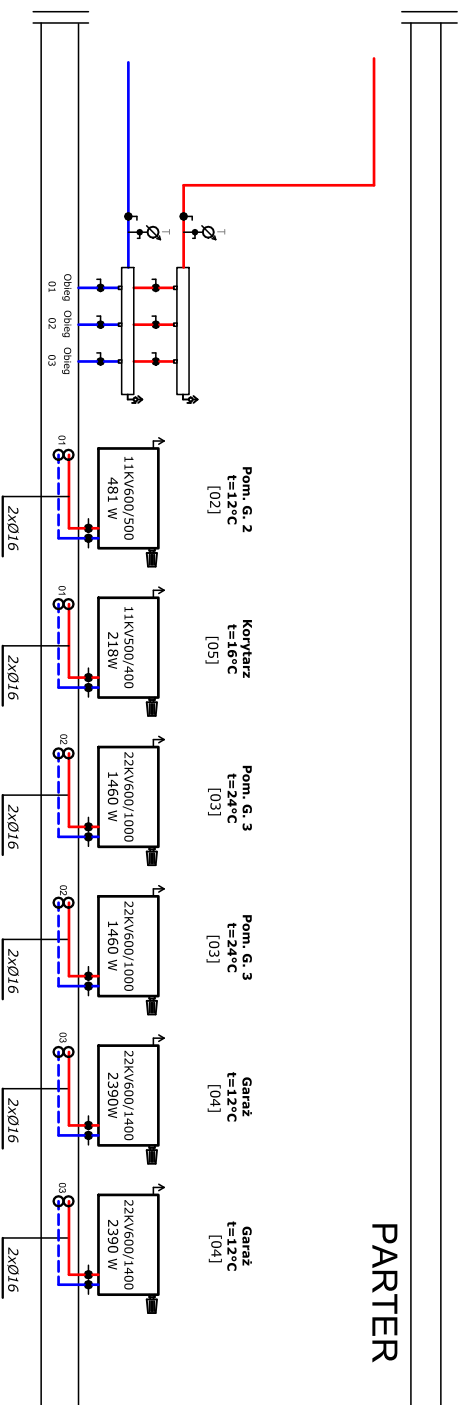 PARTER
T
T
Obieg
01
Obieg
02
Obieg
03
Pom. G. 2
t=12°C
[02]
11KV600/500
481 W
01
2xØ16
Korytarz
t=16°C
[05]
11KV500/400
218W
01
2xØ16
Pom. G. 3
t=24°C
[03]
22KV600/1000
1460 W
02
2xØ16
Pom. G. 3
t=24°C
[03]
22KV600/1000
1460 W
02
2xØ16
Garaż
t=12°C
[04]
22KV600/1400
2390W
03
2xØ16
Garaż
t=12°C
[04]
22KV600/1400
2390 W
03
2xØ16